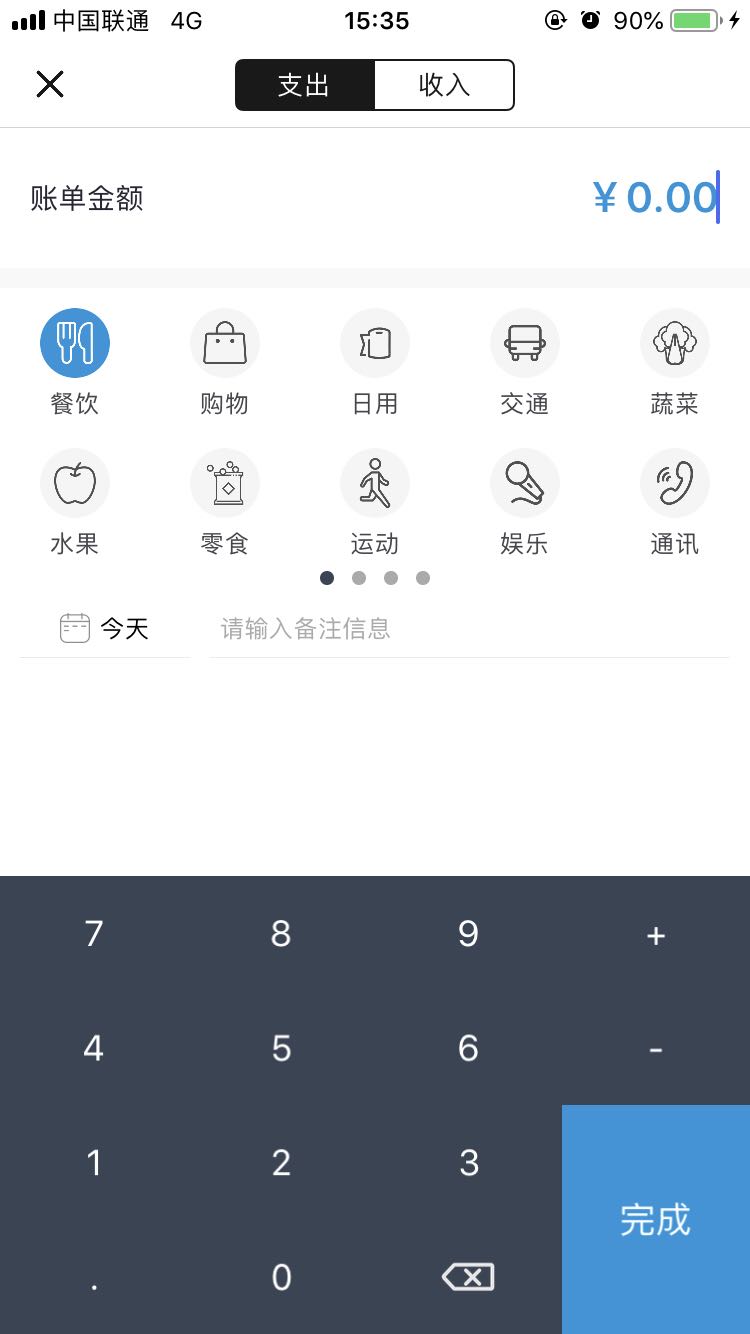 中国联通 4G 15:35 90%
支出 收入
账单金额 ¥ 0.00
餐饮 购物 日用 交通 蔬菜
水果 零食 运动 娱乐 通讯
今天 请输入备注信息
7 8 9 +
4 5 6 -
1 2 3
完成
. 0